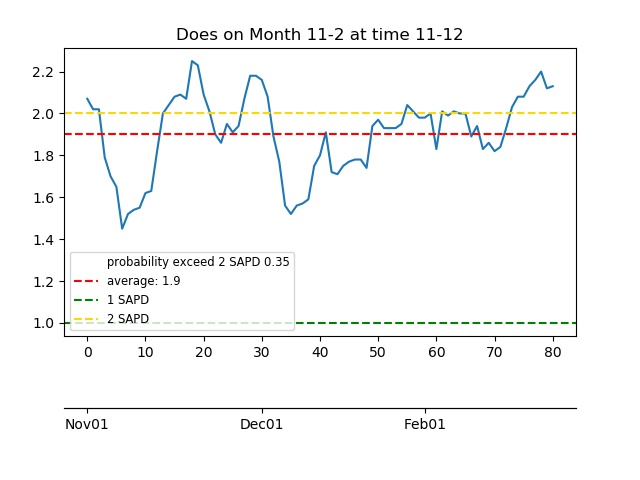 Does on Month 11-2 at time 11-12
2.2
2.0
1.8
1.6
1.4
1.2
1.0
probability exceed 2 SAPD 0.35
average: 1.9
1 SAPD
2 SAPD
0 10 20 30 40 50 60 70 80
Nov01 Dec01 Feb01